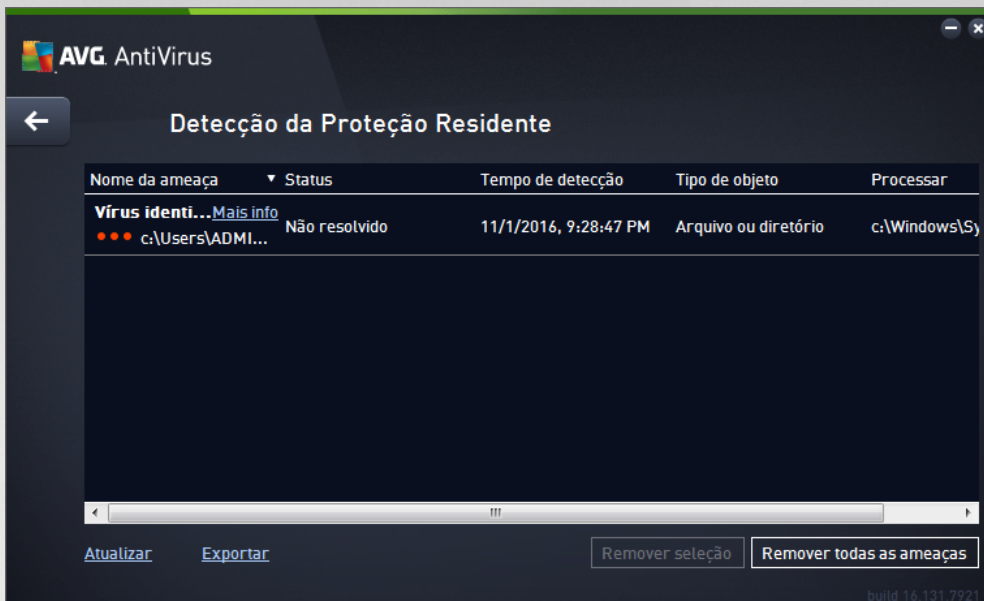 AVG. AntiVirus
Detecção da Proteção Residente
Nome da ameaça Status Tempo de detecção Tipo de objeto Processar
Vírus identi...Mais info
c:\Users\ADMI... Não resolvido 11/1/2016, 9:28:47 PM Arquivo ou diretório c:\Windows\Sy
Atualizar Exportar Remover seleção Remover todas as ameaças
build 16.131.7921